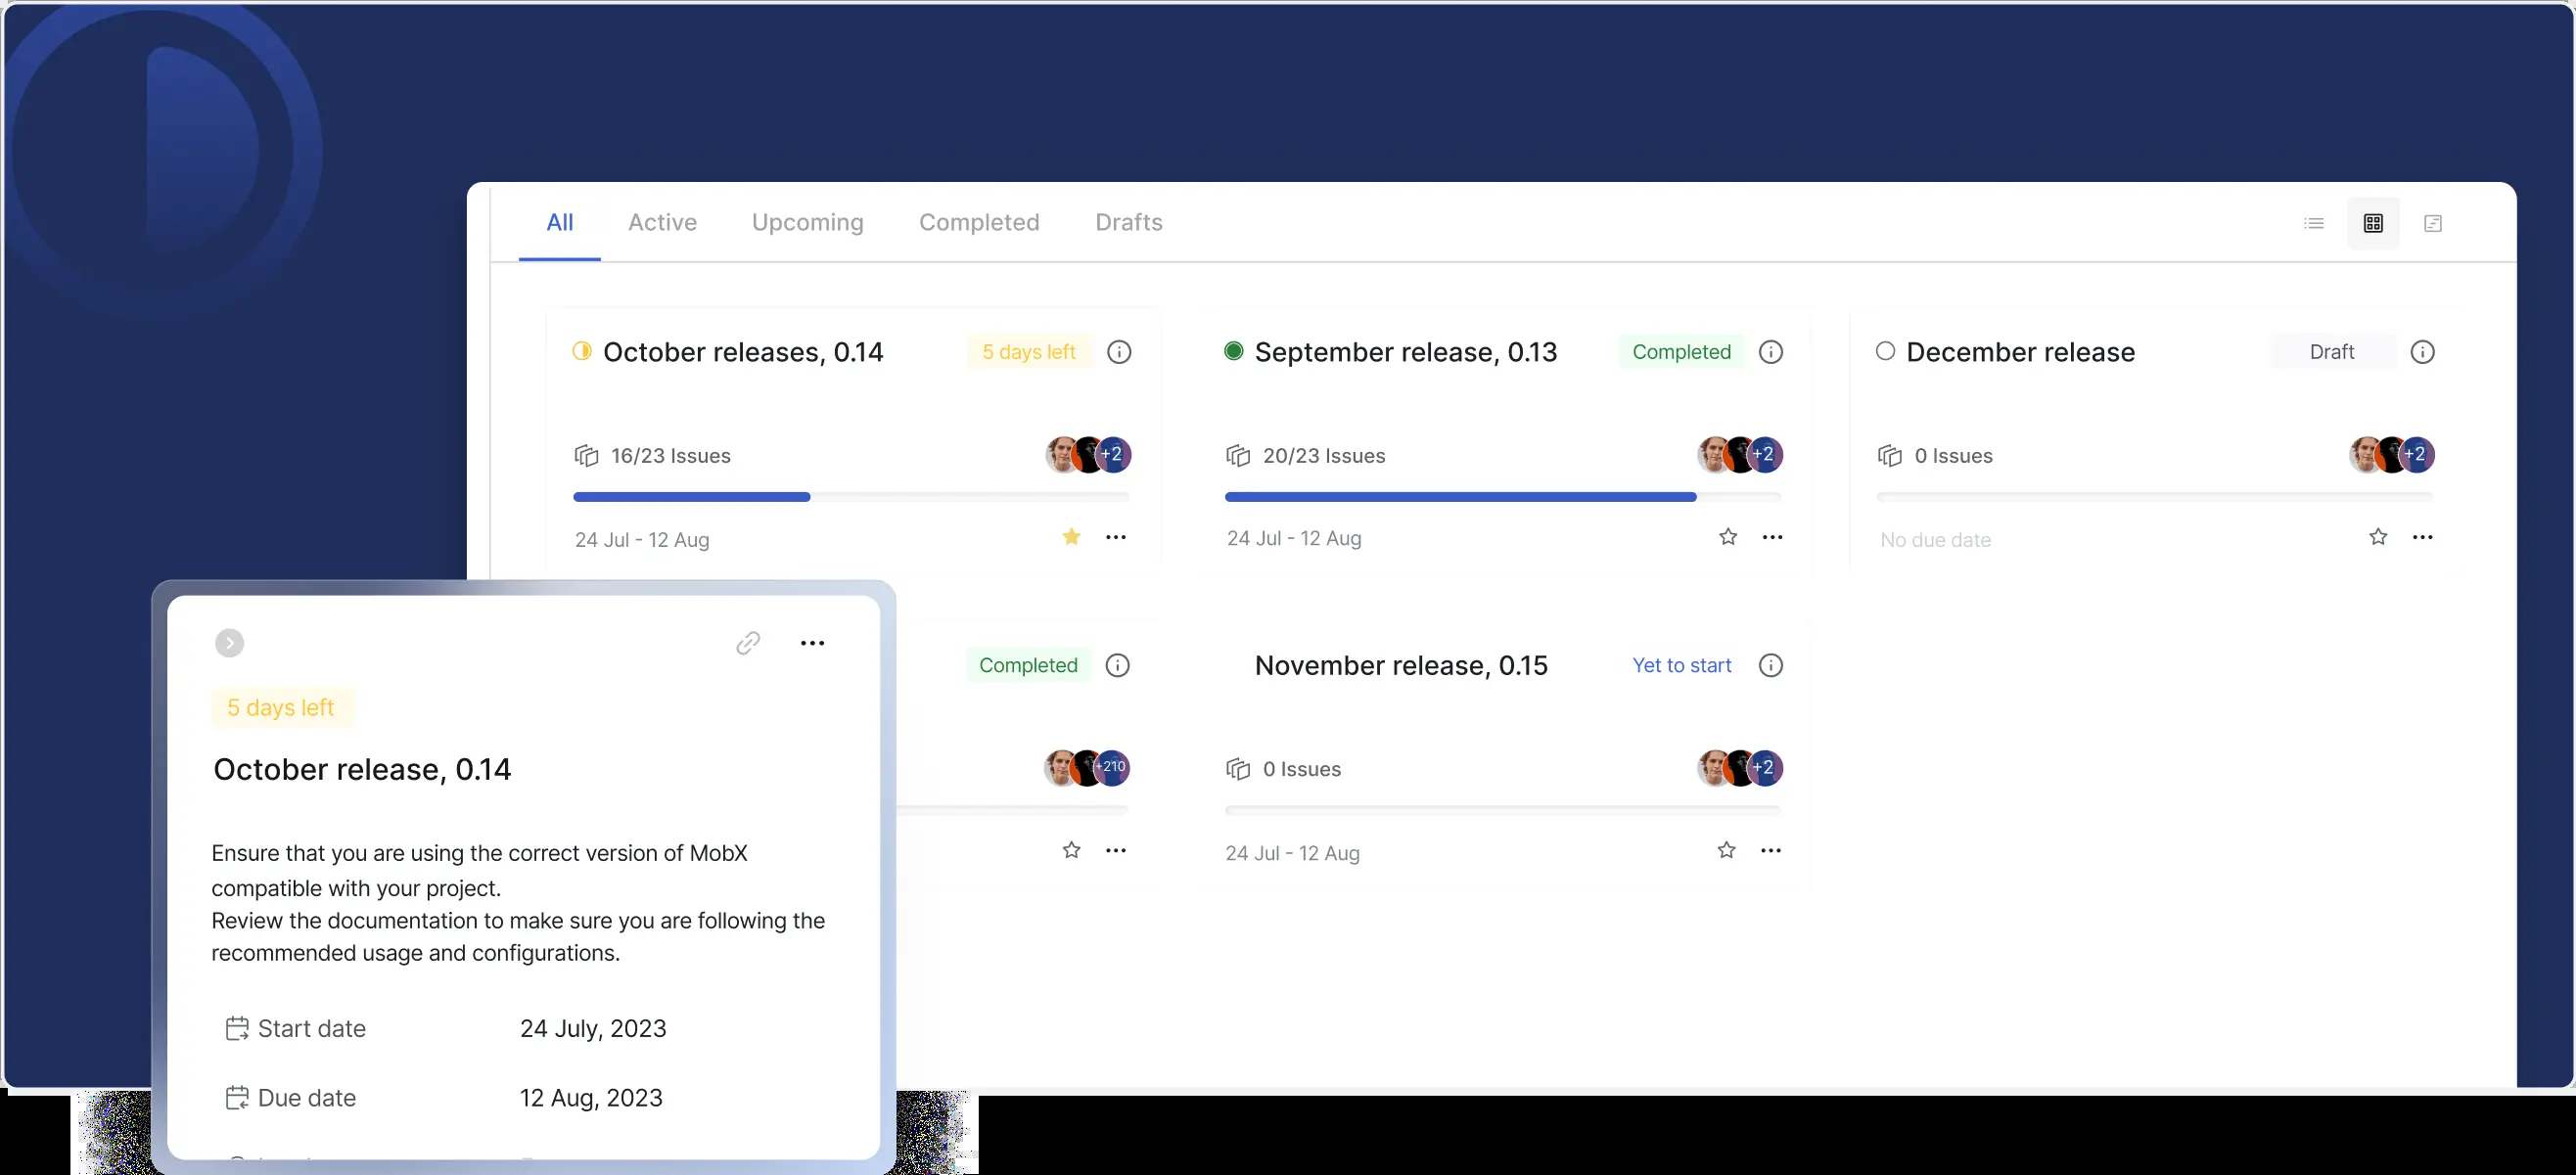 All Active Upcoming Completed Drafts
October releases, 0.14 5 days left
16/23 Issues +2
24 Jul - 12 Aug
September release, 0.13 Completed
20/23 Issues +2
24 Jul - 12 Aug
December release Draft
0 Issues +2
No due date
Completed
+210
November release, 0.15 Yet to start
0 Issues +2
24 Jul - 12 Aug
5 days left
October release, 0.14
Ensure that you are using the correct version of MobX
compatible with your project.
Review the documentation to make sure you are following the
recommended usage and configurations.
Start date 24 July, 2023
Due date 12 Aug, 2023